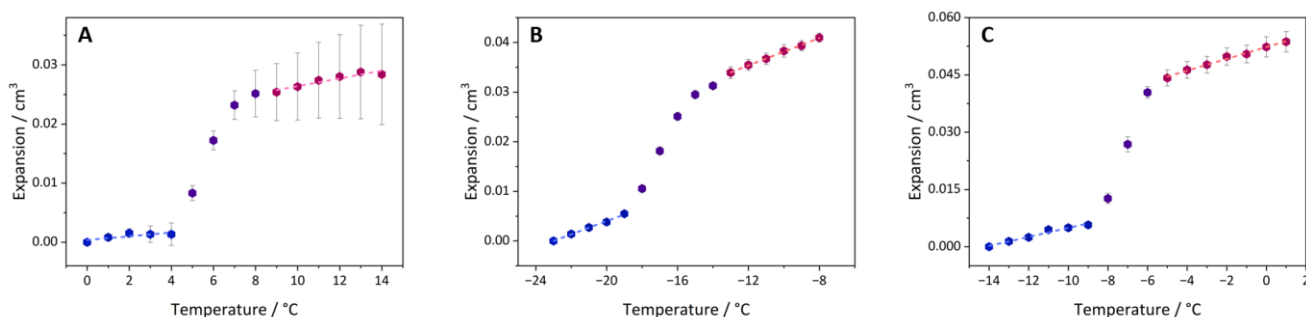 A
Expansion / cm³
0.03
0.02
0.01
0.00
0 2 4 6 8 10 12 14
Temperature / °C
B
Expansion / cm³
0.04
0.03
0.02
0.01
0.00
−24 −20 −16 −12 −8
Temperature / °C
C
Expansion / cm³
0.060
0.045
0.030
0.015
0.000
−14 −12 −10 −8 −6 −4 −2 0 2
Temperature / °C